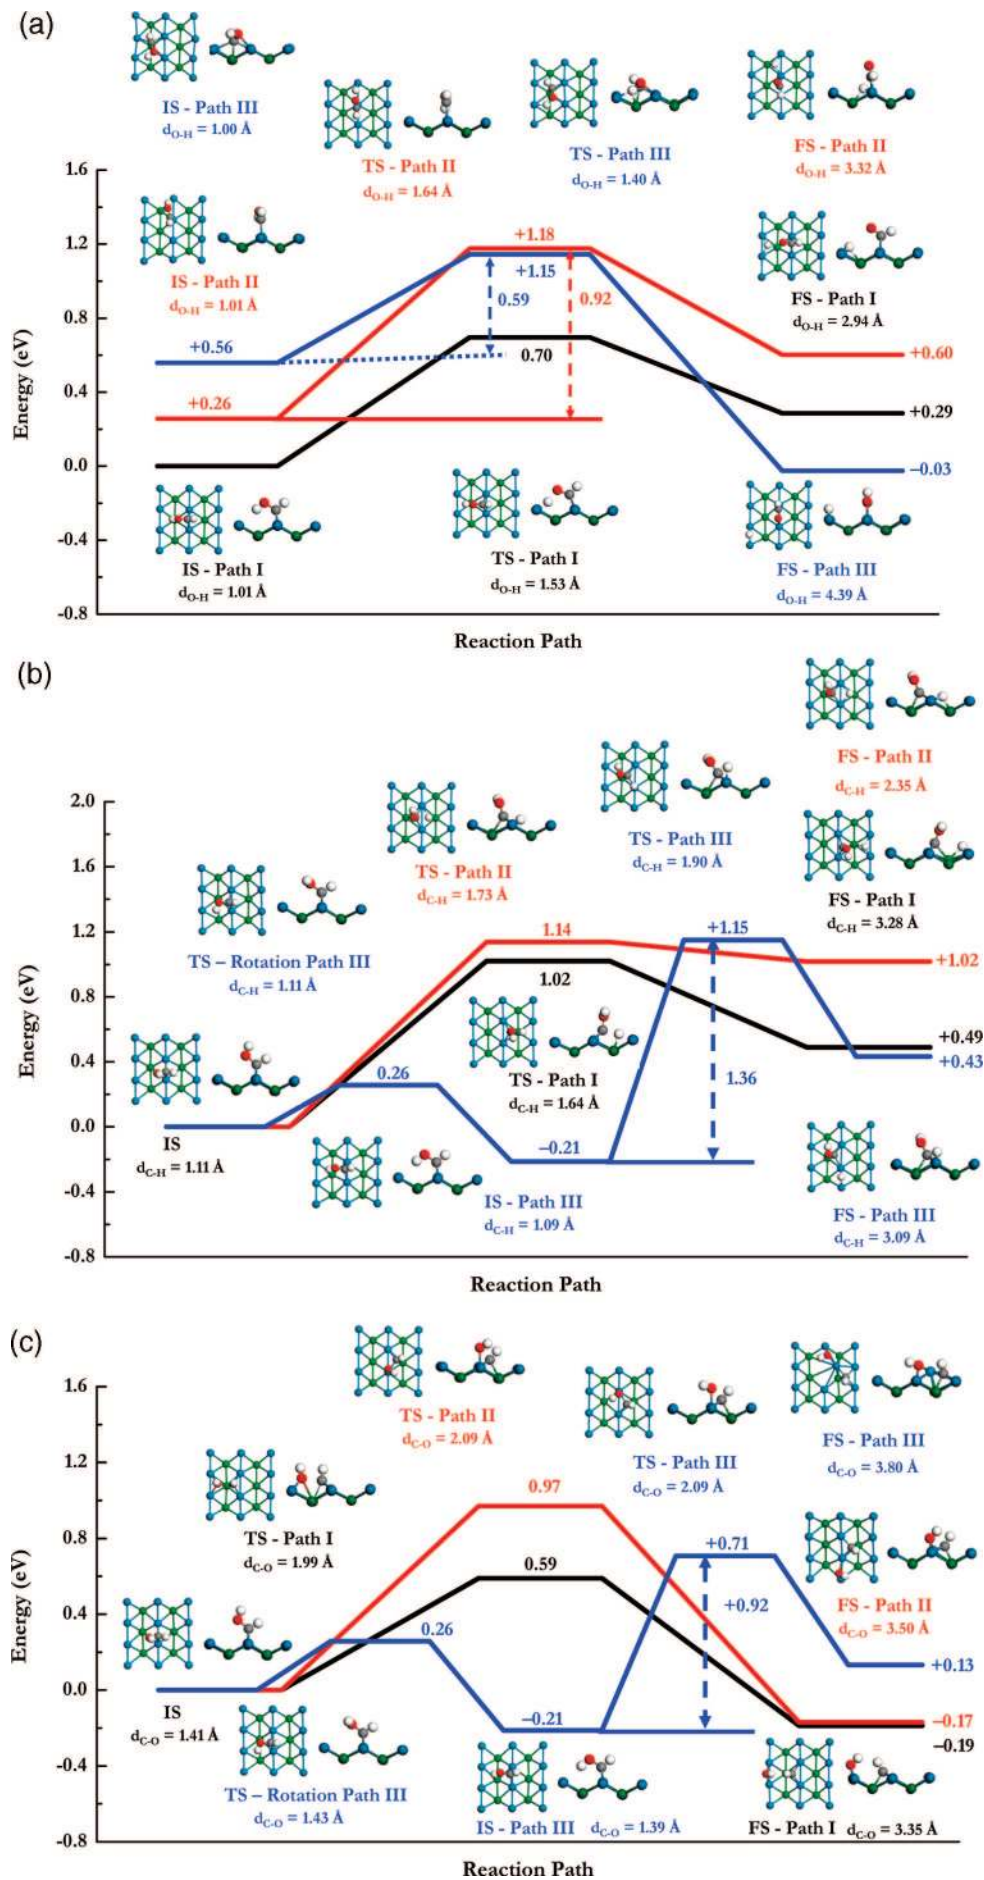 (a)
IS - Path III
dO-H = 1.00 Å
TS - Path II
dO-H = 1.64 Å
TS - Path III
dO-H = 1.40 Å
FS - Path II
dO-H = 3.32 Å
IS - Path II
dO-H = 1.01 Å
FS - Path I
dO-H = 2.94 Å
1.6
1.2
0.8
0.4
0.0
-0.4
-0.8
Energy (eV)
+1.18
+1.15
0.59
0.92
+0.56
0.70
+0.60
+0.26
+0.29
−0.03
IS - Path I
dO-H = 1.01 Å
TS - Path I
dO-H = 1.53 Å
FS - Path III
dO-H = 4.39 Å
Reaction Path
(b)
FS - Path II
dC-H = 2.35 Å
TS - Path III
dC-H = 1.90 Å
TS - Path II
dC-H = 1.73 Å
FS - Path I
dC-H = 3.28 Å
TS – Rotation Path III
dC-H = 1.11 Å
2.0
1.6
1.2
0.8
0.4
0.0
-0.4
-0.8
Energy (eV)
1.14
+1.15
+1.02
1.02
+0.49
+0.43
0.26
1.36
TS - Path I
dC-H = 1.64 Å
IS
dC-H = 1.11 Å
−0.21
IS - Path III
dC-H = 1.09 Å
FS - Path III
dC-H = 3.09 Å
Reaction Path
(c)
TS - Path II
dC-O = 2.09 Å
TS - Path III
dC-O = 2.09 Å
FS - Path III
dC-O = 3.80 Å
TS - Path I
dC-O = 1.99 Å
FS - Path II
dC-O = 3.50 Å
1.6
1.2
0.8
0.4
0.0
-0.4
-0.8
Energy (eV)
0.97
0.59
+0.71
+0.92
0.26
+0.13
−0.21
−0.17
−0.19
IS
dC-O = 1.41 Å
TS – Rotation Path III
dC-O = 1.43 Å
IS - Path III dC-O = 1.39 Å
FS - Path I dC-O = 3.35 Å
Reaction Path